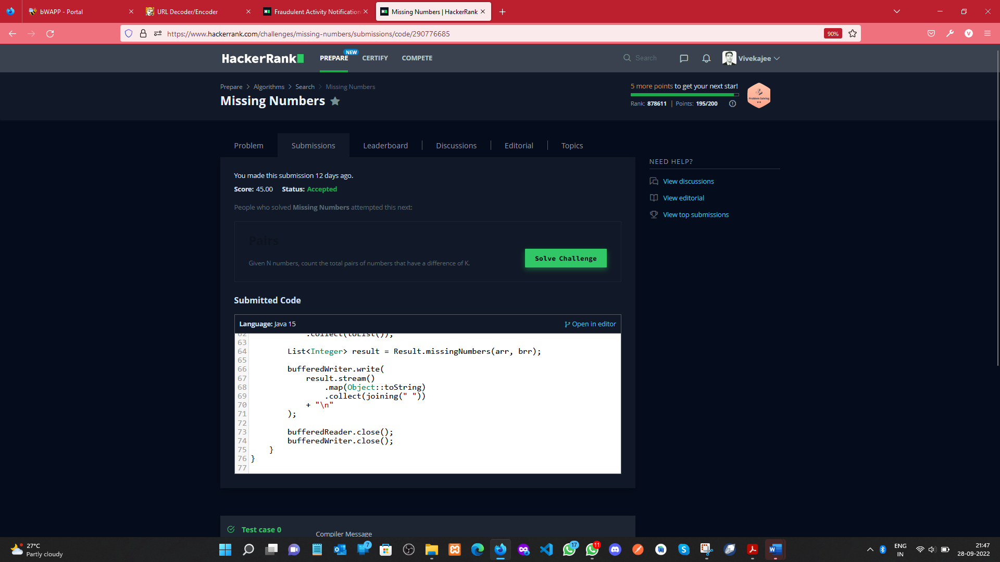 bWAPP - Portal
URL Decoder/Encoder
Fraudulent Activity Notification
Missing Numbers | HackerRank
https://www.hackerrank.com/challenges/missing-numbers/submissions/code/290776685
90%
V
HackerRank
PREPARE
NEW
CERTIFY
COMPETE
Search
Vivekajee
Prepare > Algorithms > Search > Missing Numbers
Missing Numbers
5 more points to get your next star!
Rank: 878611 | Points: 195/200
Problem Solving
Problem
Submissions
Leaderboard
Discussions
Editorial
Topics
You made this submission 12 days ago.
Score: 45.00 Status: Accepted
People who solved Missing Numbers attempted this next:
Pairs
Given N numbers, count the total pairs of numbers that have a difference of K.
Solve Challenge
NEED HELP?
View discussions
View editorial
View top submissions
Submitted Code
Language: Java 15
Open in editor
62 .collect(toList());
63
64 List<Integer> result = Result.missingNumbers(arr, brr);
65
66 bufferedWriter.write(
67 result.stream()
68 .map(Object::toString)
69 .collect(joining(" "))
70 + "\n"
71 );
72
73 bufferedReader.close();
74 bufferedWriter.close();
75 }
76 }
77
Test case 0
Compiler Message
27°C
Partly cloudy
7
17
11
ENG
IN
21:47
28-09-2022